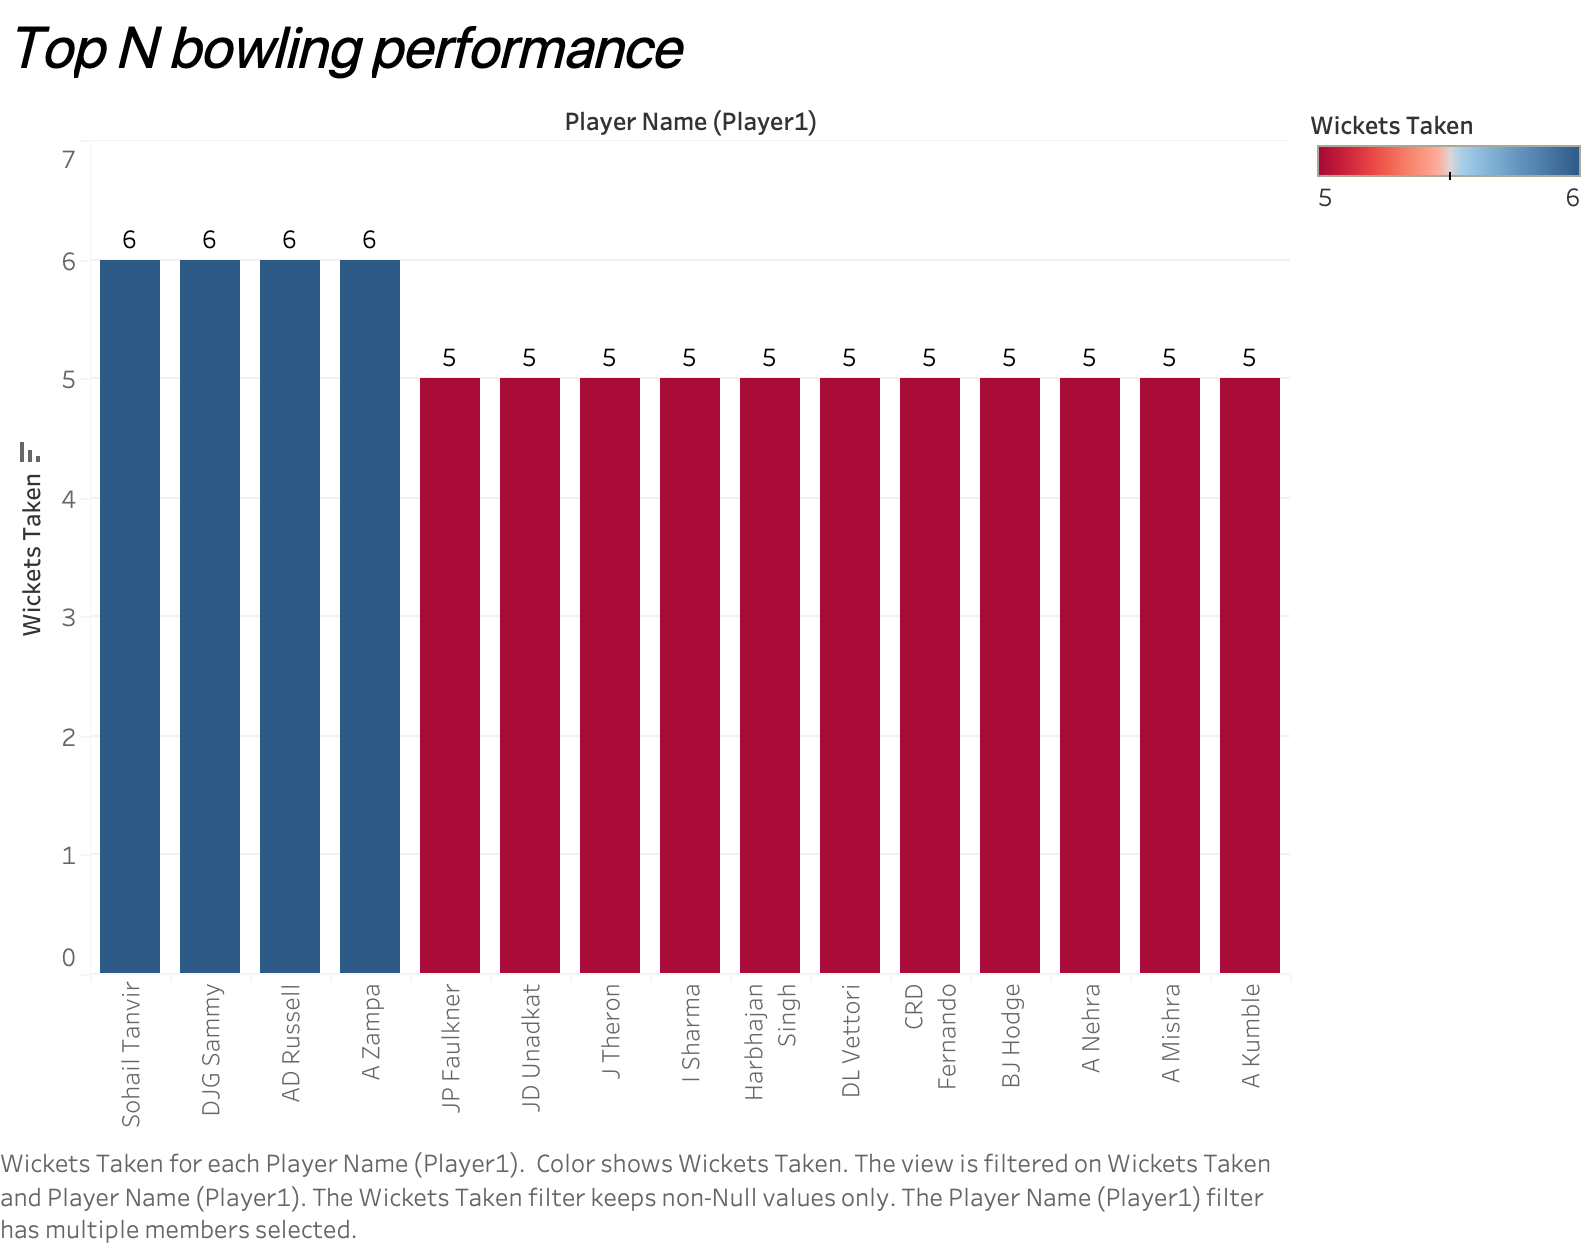 Top N bowling performance
Player Name (Player1)
Wickets Taken
5 6
7
6
5
4
3
2
1
0
Wickets Taken
6 6 6 6 5 5 5 5 5 5 5 5 5 5 5
Sohail Tanvir
DJG Sammy
AD Russell
A Zampa
JP Faulkner
JD Unadkat
J Theron
I Sharma
Harbhajan
Singh
DL Vettori
CRD
Fernando
BJ Hodge
A Nehra
A Mishra
A Kumble
Wickets Taken for each Player Name (Player1).  Color shows Wickets Taken. The view is filtered on Wickets Taken
and Player Name (Player1). The Wickets Taken filter keeps non-Null values only. The Player Name (Player1) filter
has multiple members selected.